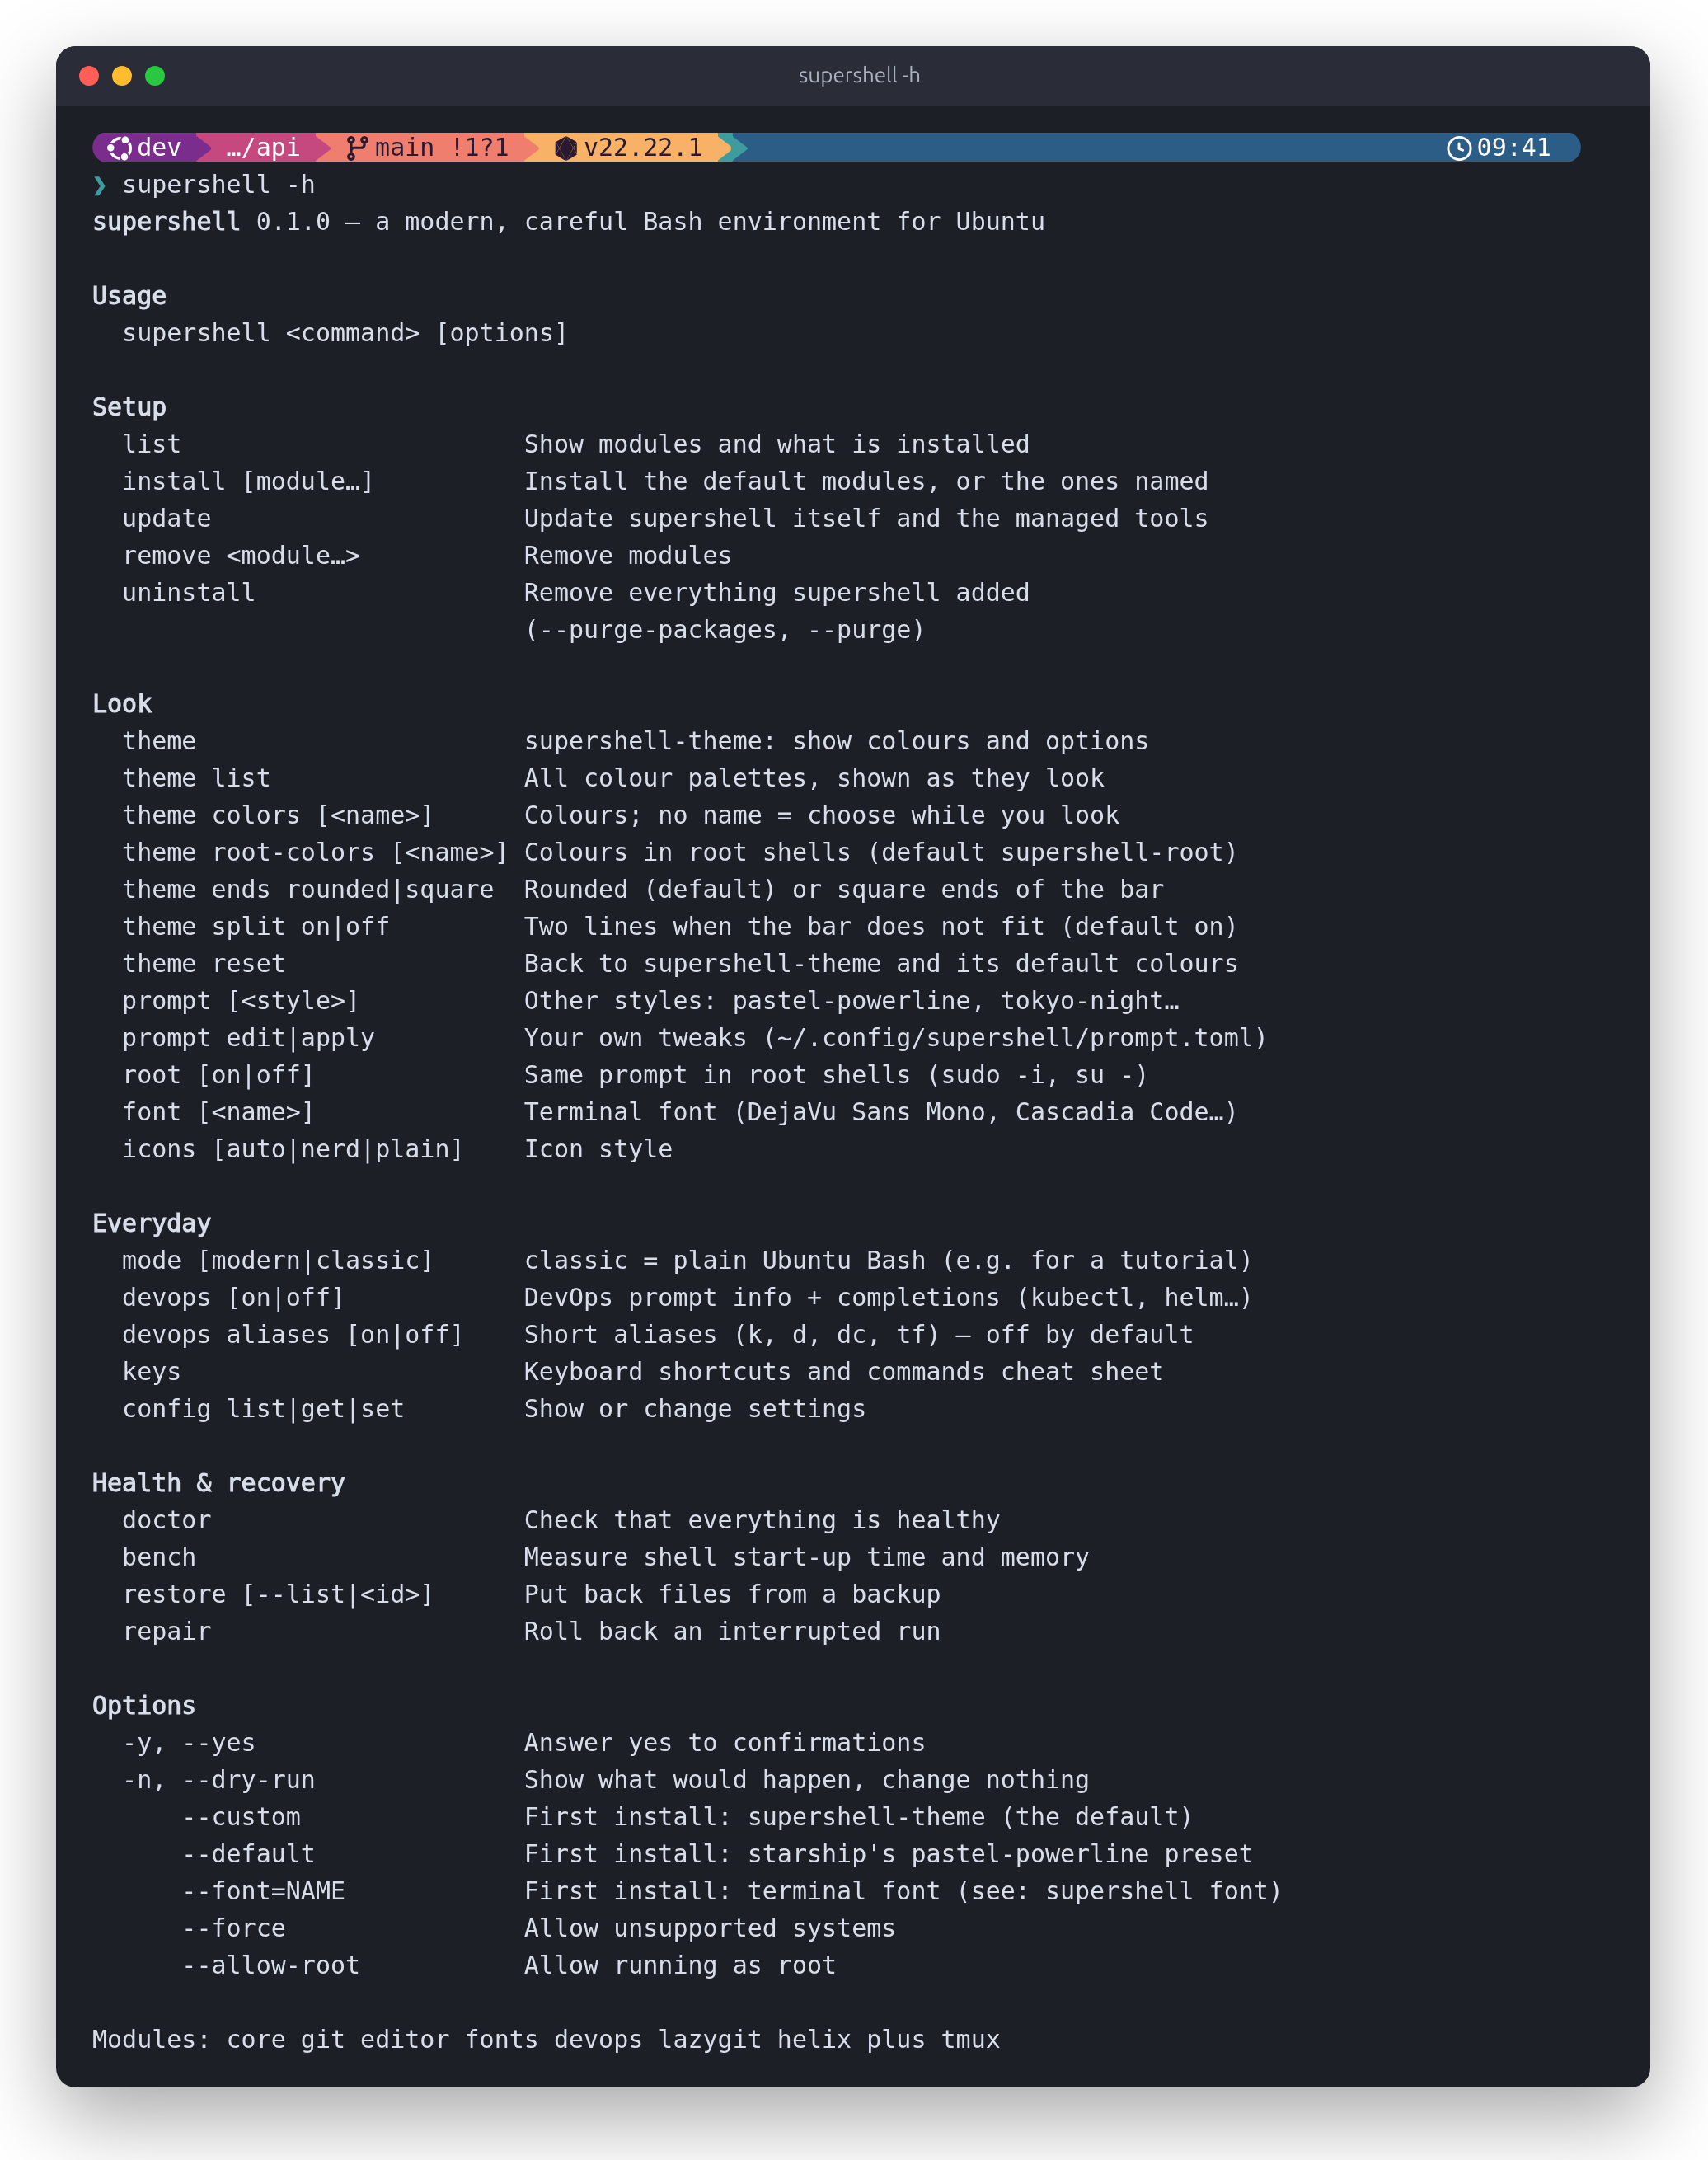 supershell -h
dev …/api main !1?1 v22.22.1 09:41
❯ supershell -h
supershell 0.1.0 — a modern, careful Bash environment for Ubuntu
Usage
supershell <command> [options]
Setup
list Show modules and what is installed
install [module…] Install the default modules, or the ones named
update Update supershell itself and the managed tools
remove <module…> Remove modules
uninstall Remove everything supershell added
(--purge-packages, --purge)
Look
theme supershell-theme: show colours and options
theme list All colour palettes, shown as they look
theme colors [<name>] Colours; no name = choose while you look
theme root-colors [<name>] Colours in root shells (default supershell-root)
theme ends rounded|square Rounded (default) or square ends of the bar
theme split on|off Two lines when the bar does not fit (default on)
theme reset Back to supershell-theme and its default colours
prompt [<style>] Other styles: pastel-powerline, tokyo-night…
prompt edit|apply Your own tweaks (~/.config/supershell/prompt.toml)
root [on|off] Same prompt in root shells (sudo -i, su -)
font [<name>] Terminal font (DejaVu Sans Mono, Cascadia Code…)
icons [auto|nerd|plain] Icon style
Everyday
mode [modern|classic] classic = plain Ubuntu Bash (e.g. for a tutorial)
devops [on|off] DevOps prompt info + completions (kubectl, helm…)
devops aliases [on|off] Short aliases (k, d, dc, tf) — off by default
keys Keyboard shortcuts and commands cheat sheet
config list|get|set Show or change settings
Health & recovery
doctor Check that everything is healthy
bench Measure shell start-up time and memory
restore [--list|<id>] Put back files from a backup
repair Roll back an interrupted run
Options
-y, --yes Answer yes to confirmations
-n, --dry-run Show what would happen, change nothing
--custom First install: supershell-theme (the default)
--default First install: starship's pastel-powerline preset
--font=NAME First install: terminal font (see: supershell font)
--force Allow unsupported systems
--allow-root Allow running as root
Modules: core git editor fonts devops lazygit helix plus tmux